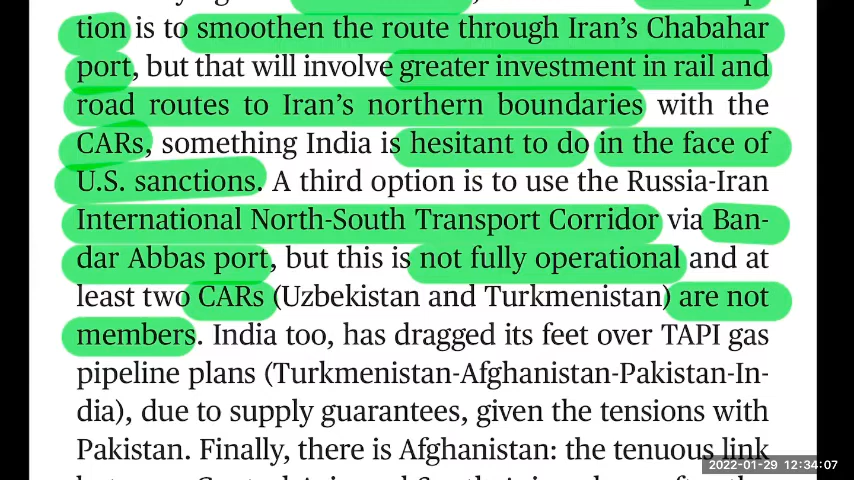 tion is to smoothen the route through Iran's Chabahar
port, but that will involve greater investment in rail and
road routes to Iran's northern boundaries with the
CARs, something India is hesitant to do in the face of
U.S. sanctions. A third option is to use the Russia-Iran
International North-South Transport Corridor via Ban-
dar Abbas port, but this is not fully operational and at
least two CARs (Uzbekistan and Turkmenistan) are not
members. India too, has dragged its feet over TAPI gas
pipeline plans (Turkmenistan-Afghanistan-Pakistan-In-
dia), due to supply guarantees, given the tensions with
Pakistan. Finally, there is Afghanistan: the tenuous link
2022-01-29 12:34:07